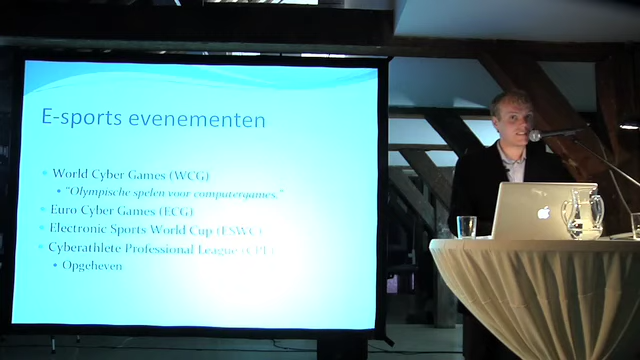 E-sports evenementen
World Cyber Games (WCG)
"Olympische spelen voor computergames."
Euro Cyber Games (ECG)
Electronic Sports World Cup (ESWC)
Cyberathlete Professional League (CPL)
Opgeheven